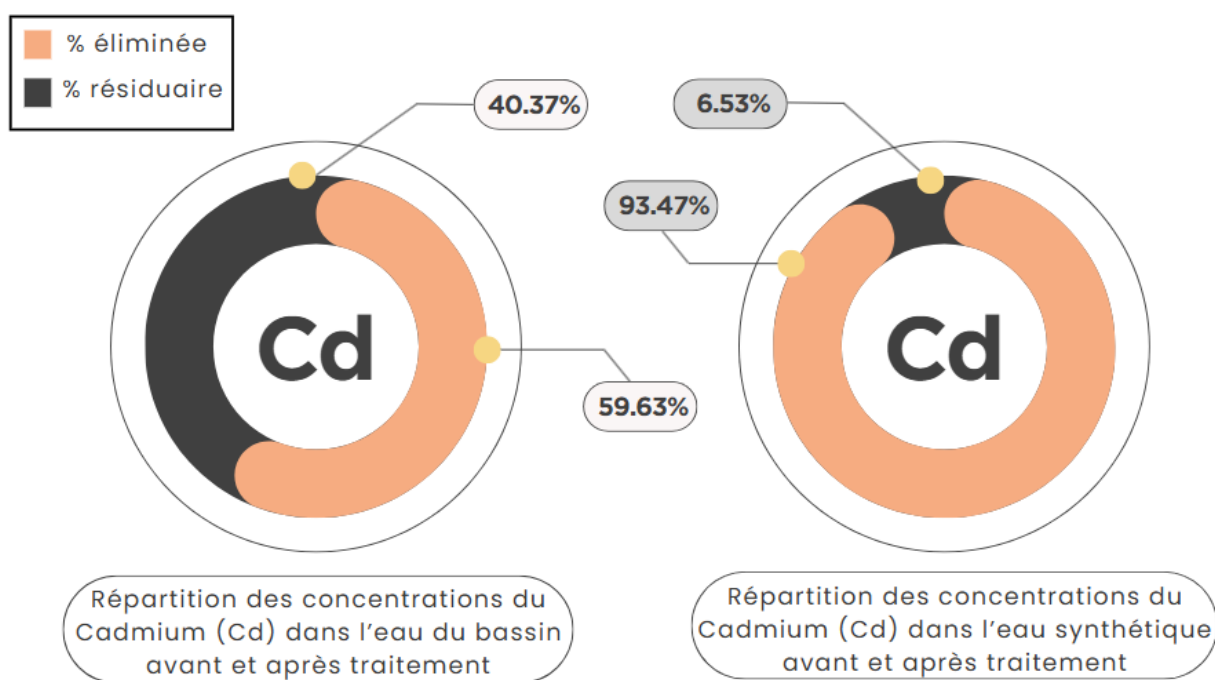 % éliminée
% résiduaire
40.37%
59.63%
Cd
Répartition des concentrations du
Cadmium (Cd) dans l'eau du bassin
avant et après traitement
6.53%
93.47%
Cd
Répartition des concentrations du
Cadmium (Cd) dans l'eau synthétique
avant et après traitement